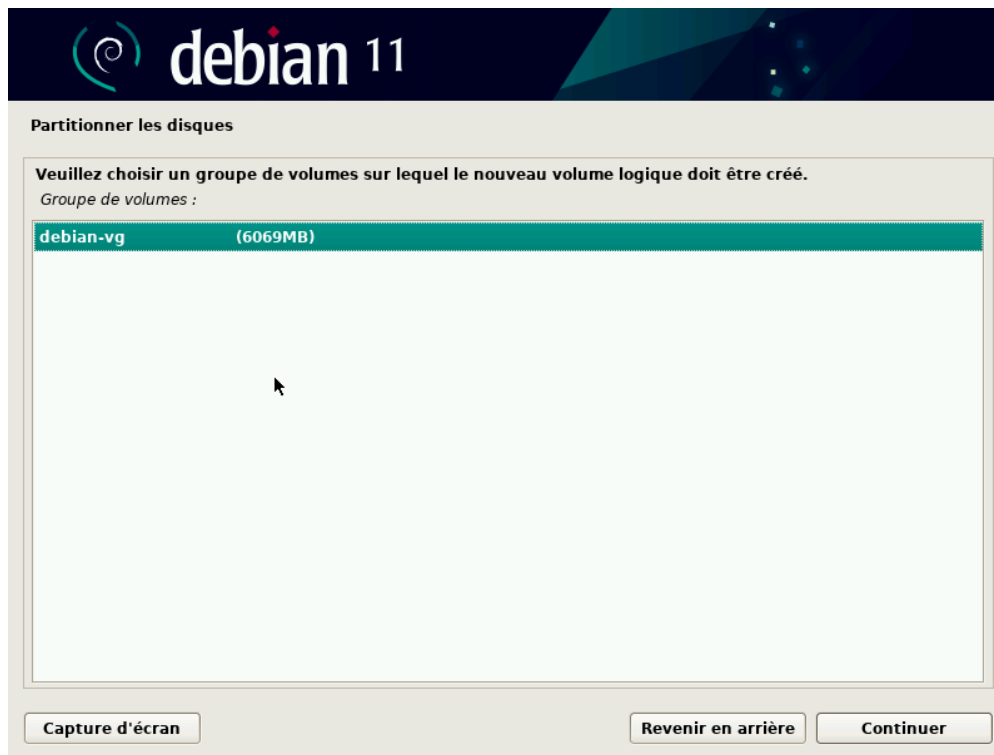 debian 11
Partitionner les disques
Veuillez choisir un groupe de volumes sur lequel le nouveau volume logique doit être créé.
Groupe de volumes :
debian-vg (6069MB)
Capture d'écran Revenir en arrière Continuer